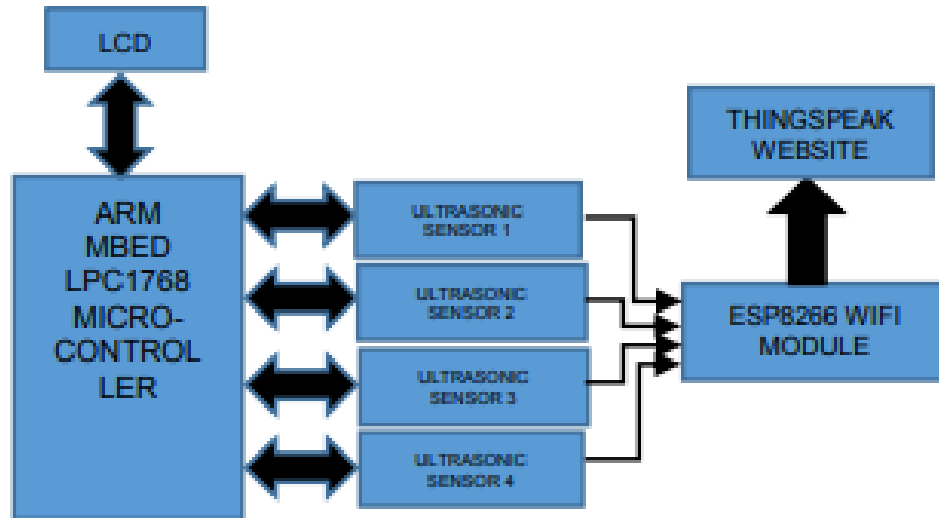 LCD
THINGSPEAK
WEBSITE
ARM
MBED
LPC1768
MICRO-
CONTROL
LER
ULTRASONIC
SENSOR 1
ULTRASONIC
SENSOR 2
ULTRASONIC
SENSOR 3
ULTRASONIC
SENSOR 4
ESP8266 WIFI
MODULE